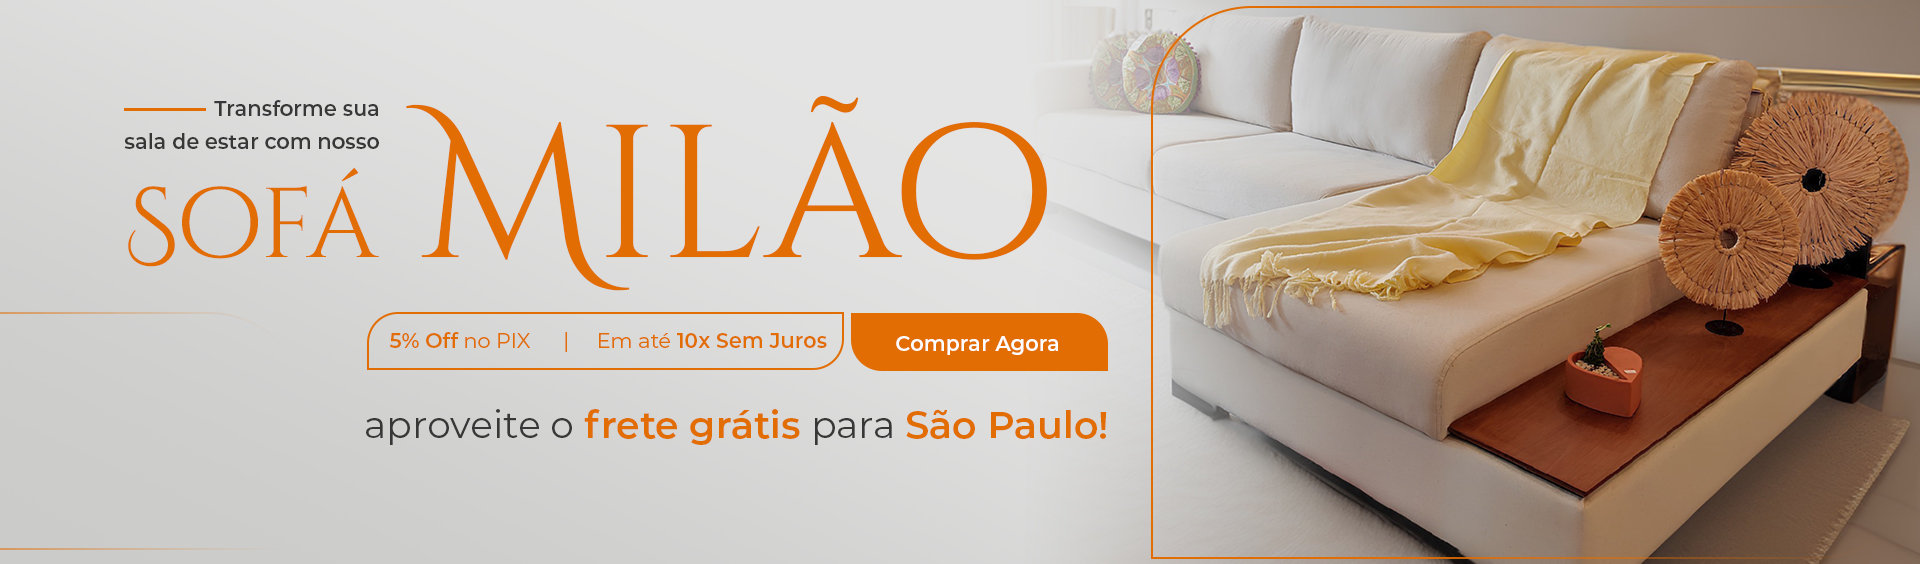 Transforme sua
sala de estar com nosso
SOFÁ MILÃO
5% Off no PIX | Em até 10x Sem Juros
Comprar Agora
aproveite o frete grátis para São Paulo!